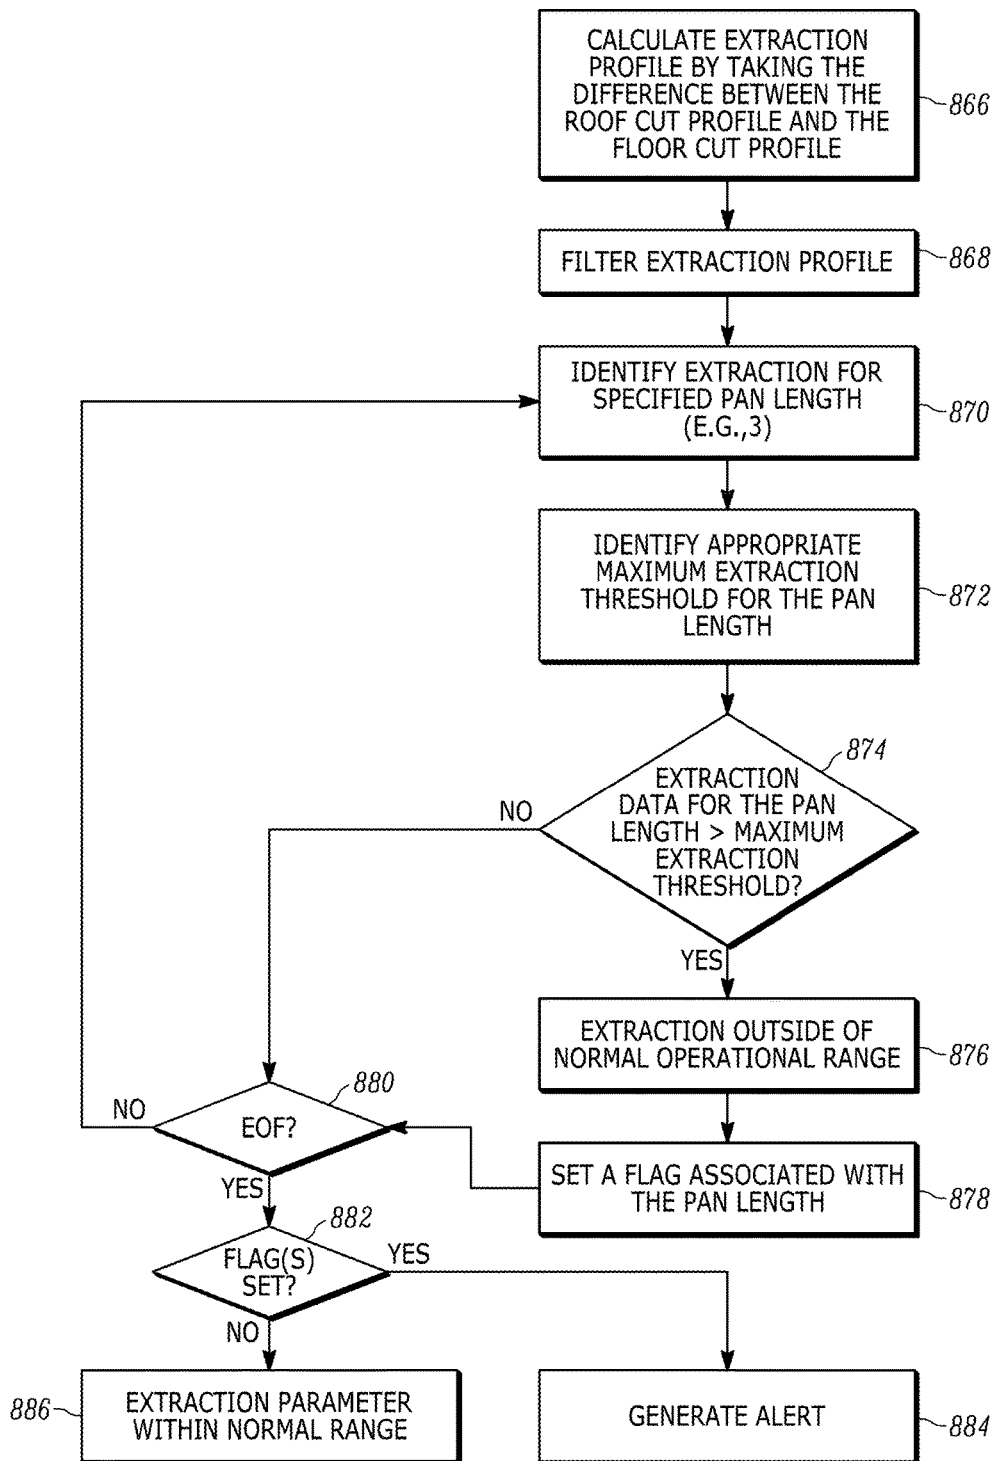 CALCULATE EXTRACTION
PROFILE BY TAKING THE
DIFFERENCE BETWEEN THE
ROOF CUT PROFILE AND THE
FLOOR CUT PROFILE
866
FILTER EXTRACTION PROFILE
868
IDENTIFY EXTRACTION FOR
SPECIFIED PAN LENGTH
(E.G.,3)
870
IDENTIFY APPROPRIATE
MAXIMUM EXTRACTION
THRESHOLD FOR THE PAN
LENGTH
872
874
EXTRACTION
DATA FOR THE PAN
LENGTH > MAXIMUM
EXTRACTION
THRESHOLD?
NO
YES
EXTRACTION OUTSIDE OF
NORMAL OPERATIONAL RANGE
876
SET A FLAG ASSOCIATED WITH
THE PAN LENGTH
878
880
EOF?
NO
YES
882
FLAG(S)
SET?
YES
NO
EXTRACTION PARAMETER
WITHIN NORMAL RANGE
886
GENERATE ALERT
884